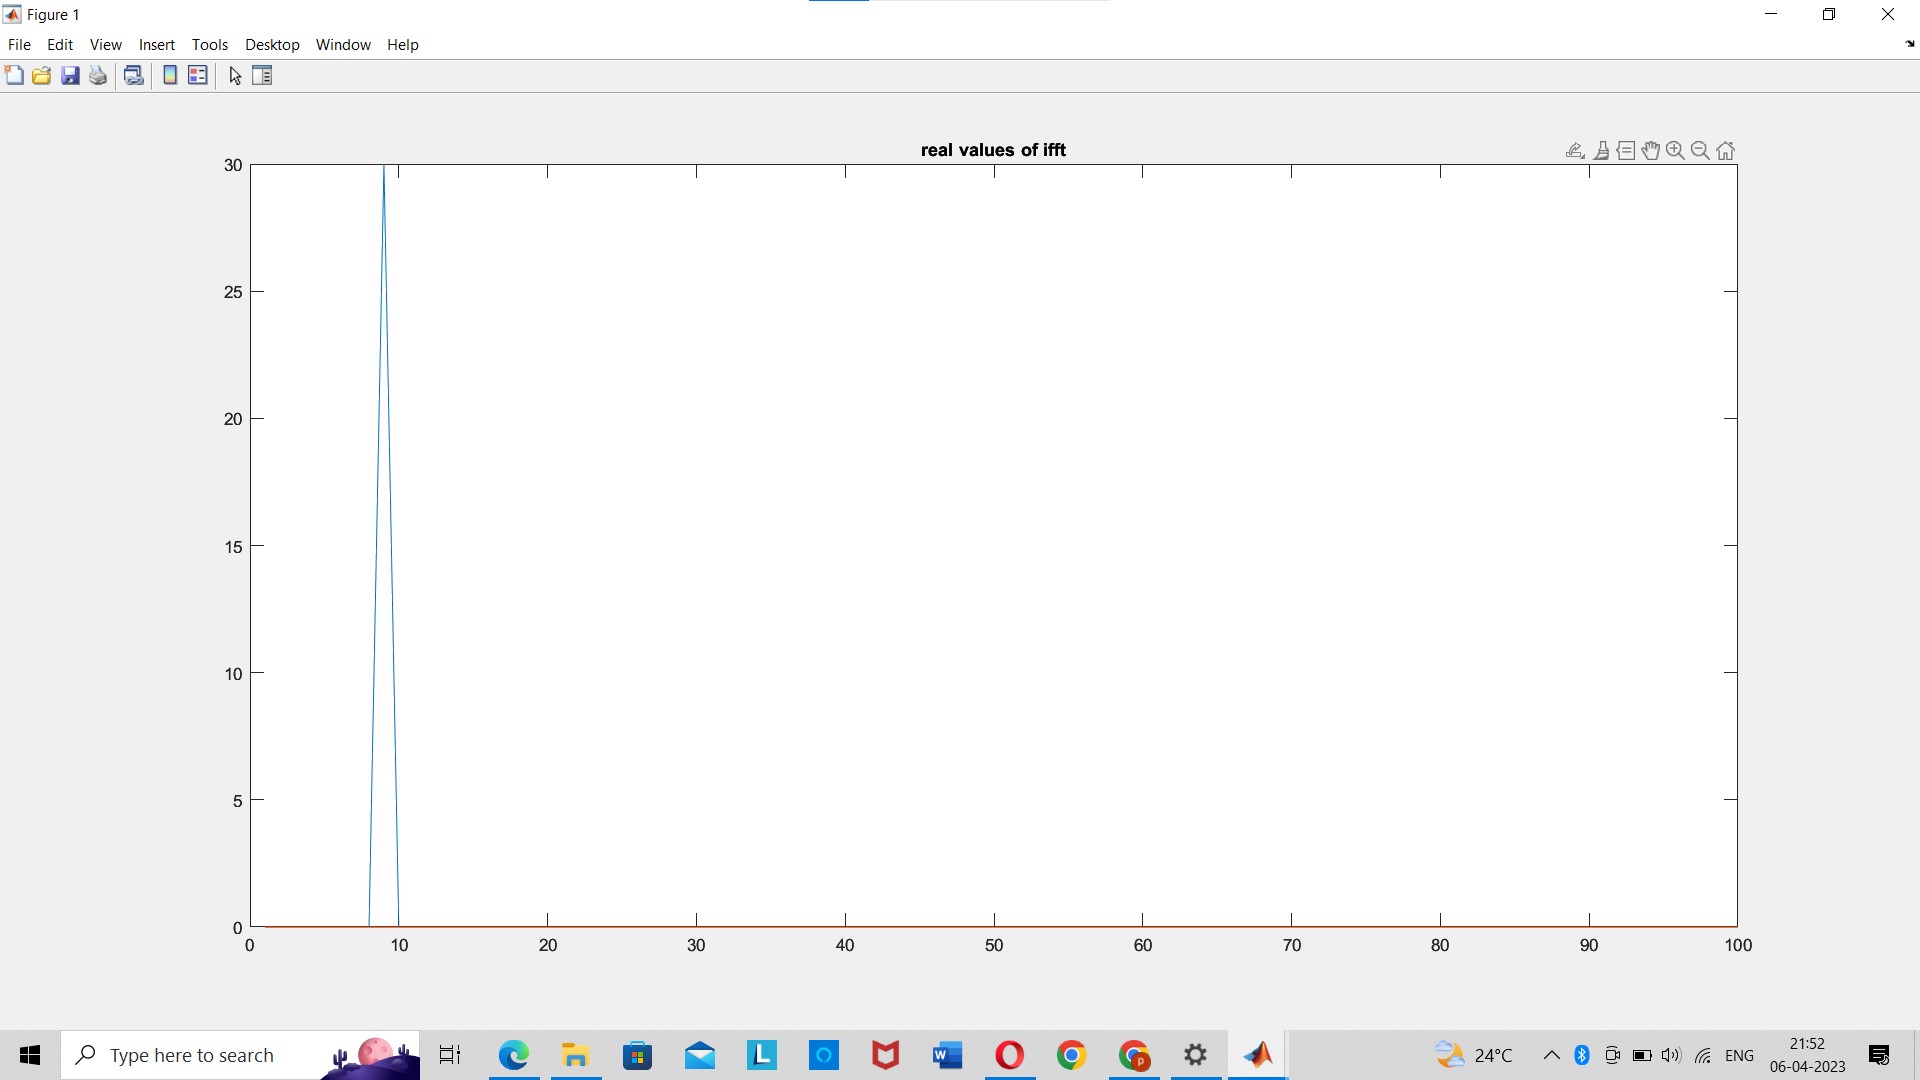 Figure 1
File Edit View Insert Tools Desktop Window Help
real values of ifft
30
25
20
15
10
5
0
0 10 20 30 40 50 60 70 80 90 100
Type here to search
L
W
p
24°C
ENG
21:52
06-04-2023